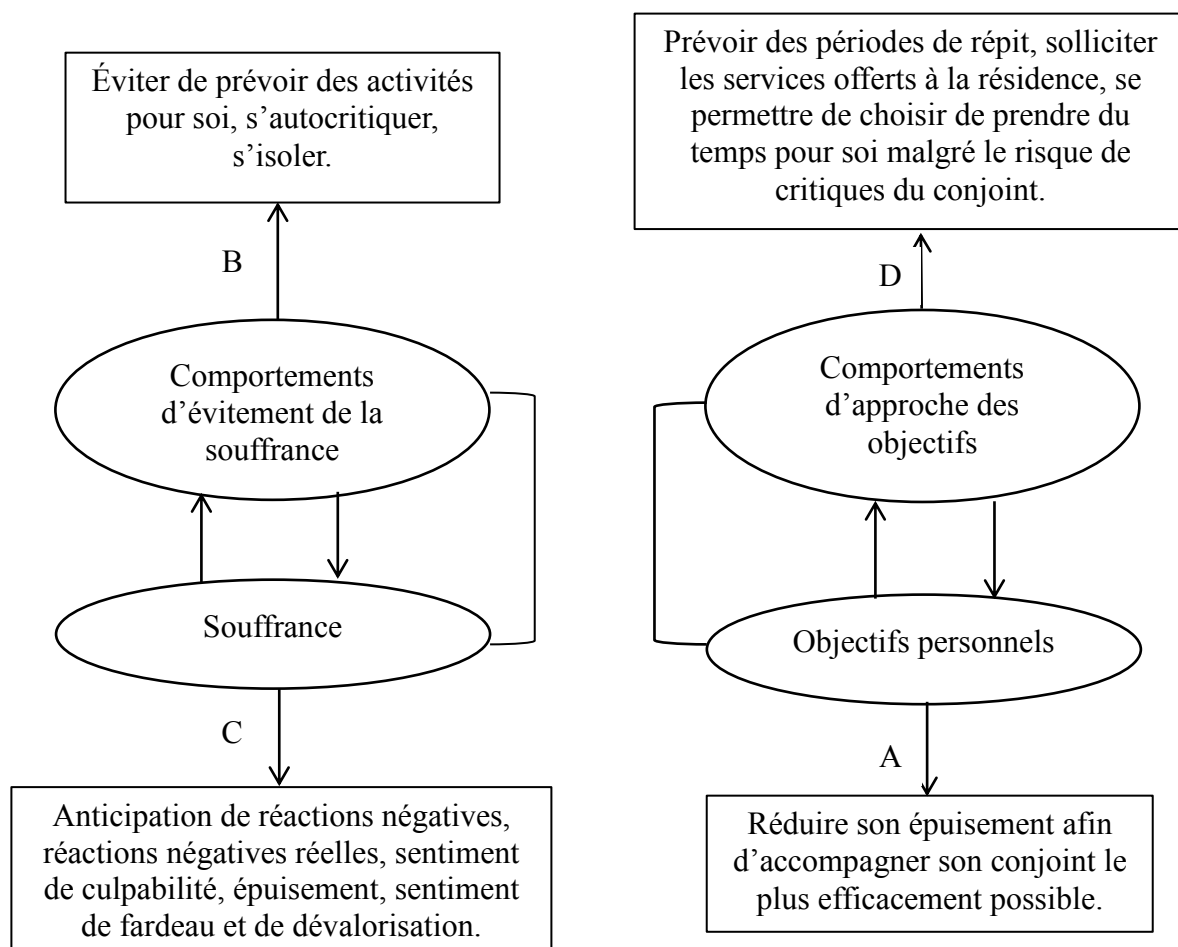 Éviter de prévoir des activités
pour soi, s’autocritiquer,
s’isoler.
Prévoir des périodes de répit, solliciter
les services offerts à la résidence, se
permettre de choisir de prendre du
temps pour soi malgré le risque de
critiques du conjoint.
B
D
Comportements
d’évitement de la
souffrance
Comportements
d’approche des
objectifs
Souffrance
Objectifs personnels
C
A
Anticipation de réactions négatives,
réactions négatives réelles, sentiment
de culpabilité, épuisement, sentiment
de fardeau et de dévalorisation.
Réduire son épuisement afin
d’accompagner son conjoint le
plus efficacement possible.